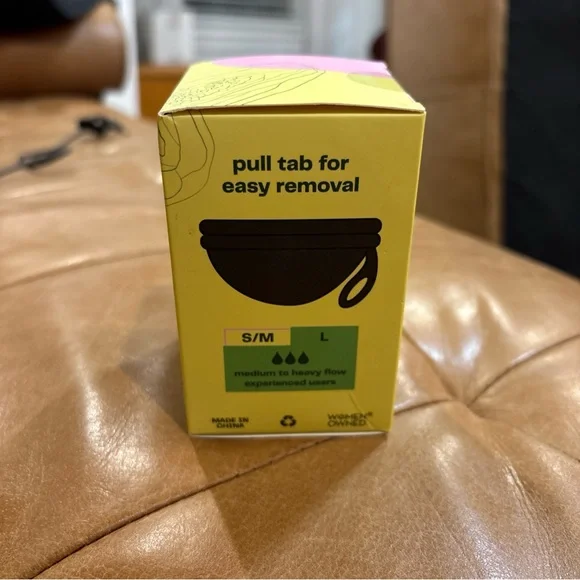 pull tab for
easy removal
S/M L
medium to heavy flow
experienced users
MADE IN
CHINA
WOMEN
OWNED